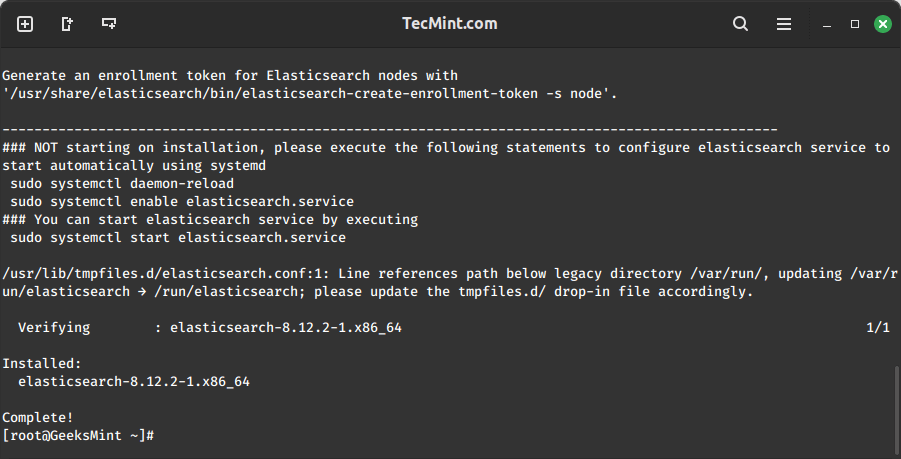 TecMint.com
Generate an enrollment token for Elasticsearch nodes with
'/usr/share/elasticsearch/bin/elasticsearch-create-enrollment-token -s node'.
-------------------------------------------------------------------------------------------------
### NOT starting on installation, please execute the following statements to configure elasticsearch service to
start automatically using systemd
 sudo systemctl daemon-reload
 sudo systemctl enable elasticsearch.service
### You can start elasticsearch service by executing
 sudo systemctl start elasticsearch.service
/usr/lib/tmpfiles.d/elasticsearch.conf:1: Line references path below legacy directory /var/run/, updating /var/r
un/elasticsearch → /run/elasticsearch; please update the tmpfiles.d/ drop-in file accordingly.
  Verifying        : elasticsearch-8.12.2-1.x86_64                                                          1/1
Installed:
  elasticsearch-8.12.2-1.x86_64
Complete!
[root@GeeksMint ~]#